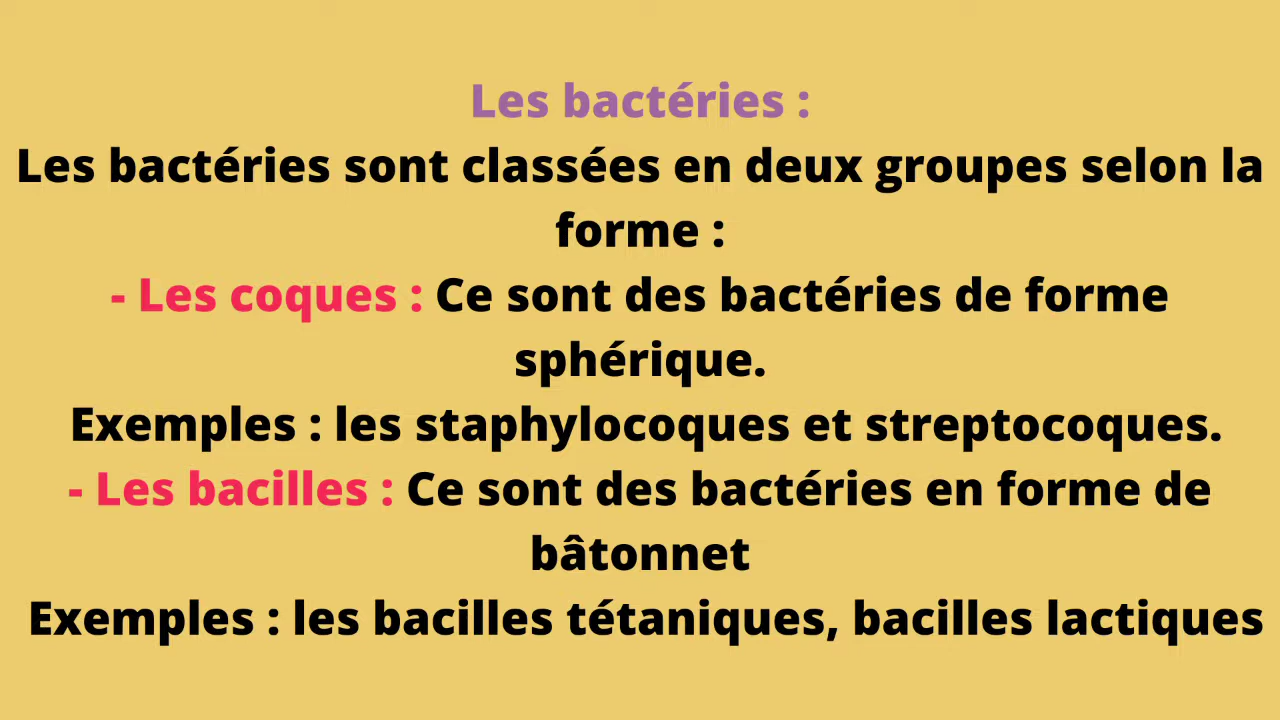 Les bactéries :
Les bactéries sont classées en deux groupes selon la
forme :
- Les coques : Ce sont des bactéries de forme
sphérique.
Exemples : les staphylocoques et streptocoques.
- Les bacilles : Ce sont des bactéries en forme de
bâtonnet
Exemples : les bacilles tétaniques, bacilles lactiques